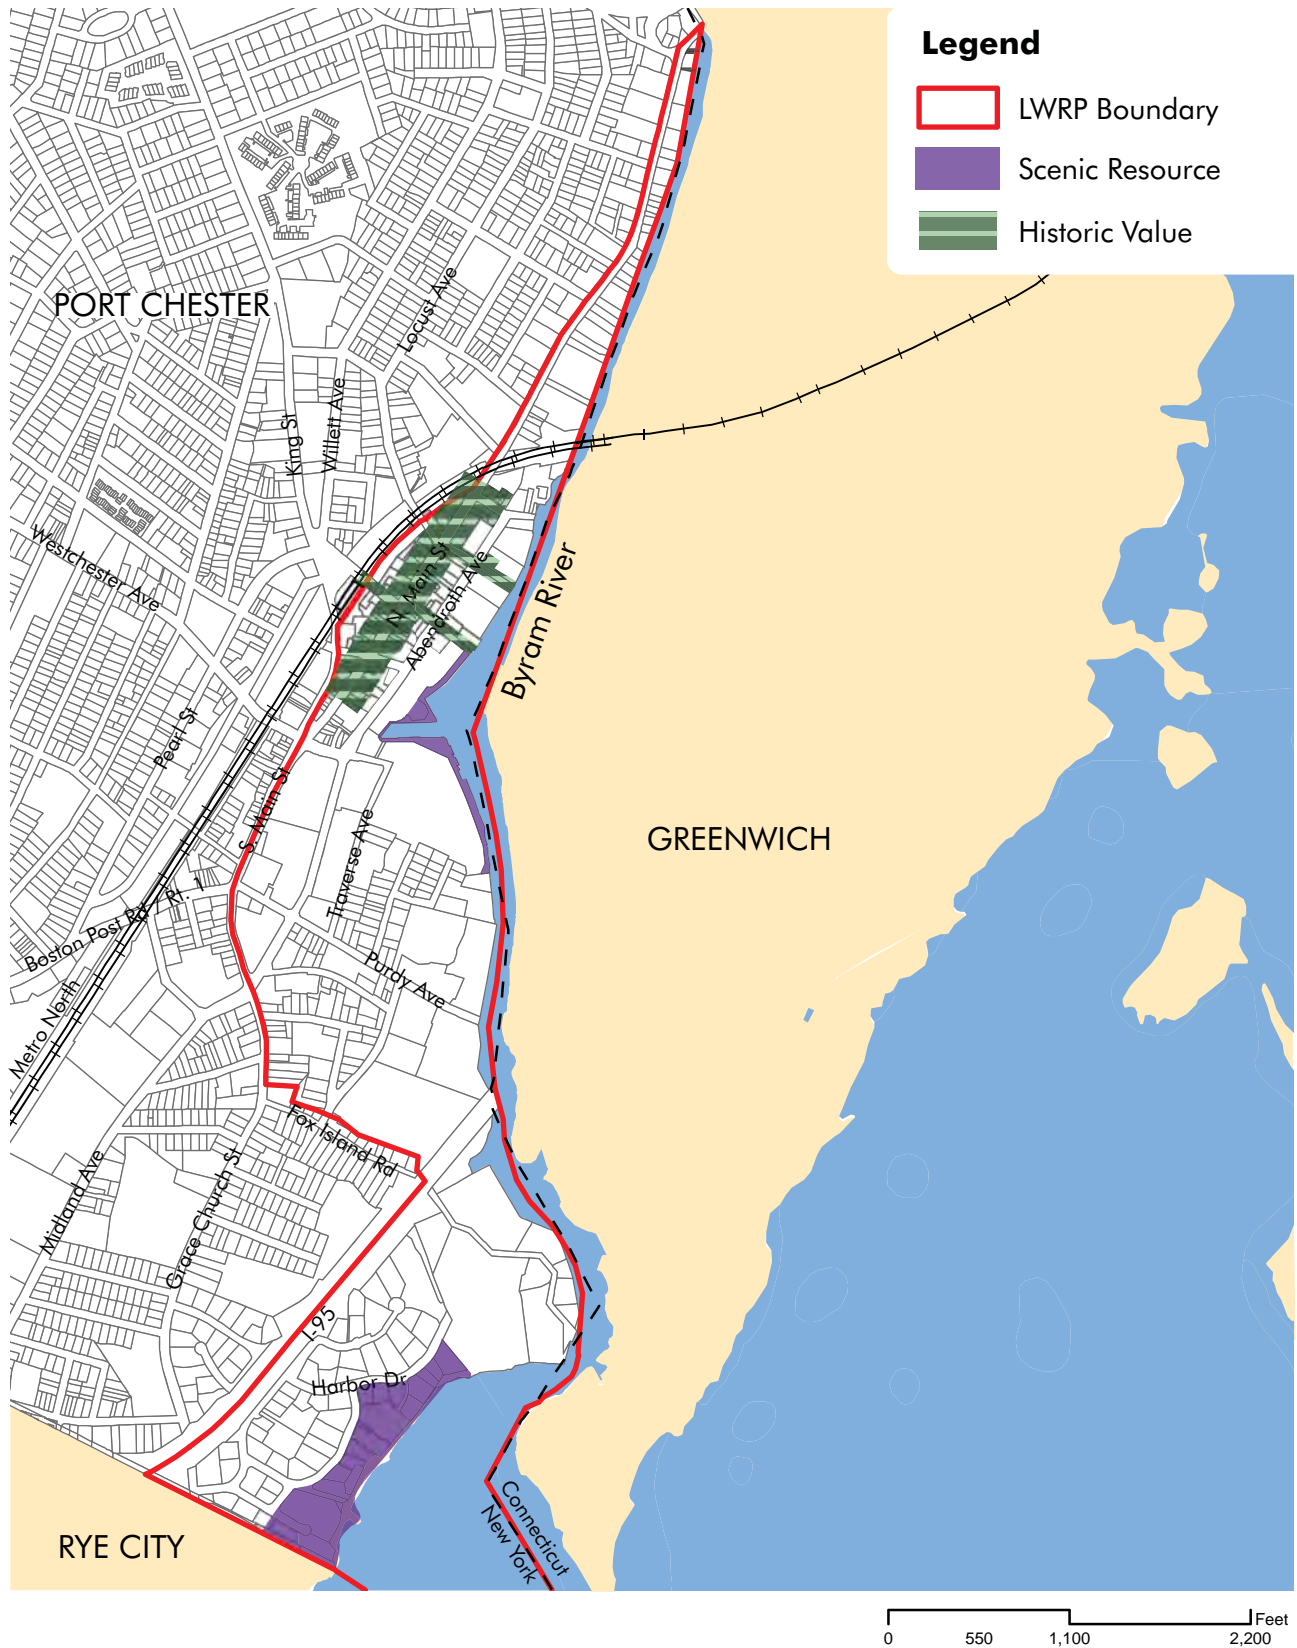 Legend
LWRP Boundary
Scenic Resource
Historic Value
PORT CHESTER
Locust Ave
King St
Willett Ave
Westchester Ave
N. Main St
Abendroth Ave
Byram River
Pearl St
S. Main St
GREENWICH
Traverse Ave
Boston Post Rd / Rt. 1
Purdy Ave
Metro North
Fox Island Rd
Midland Ave
Grace Church St
I-95
Harbor Dr
Connecticut
New York
RYE CITY
Feet
0 550 1,100 2,200